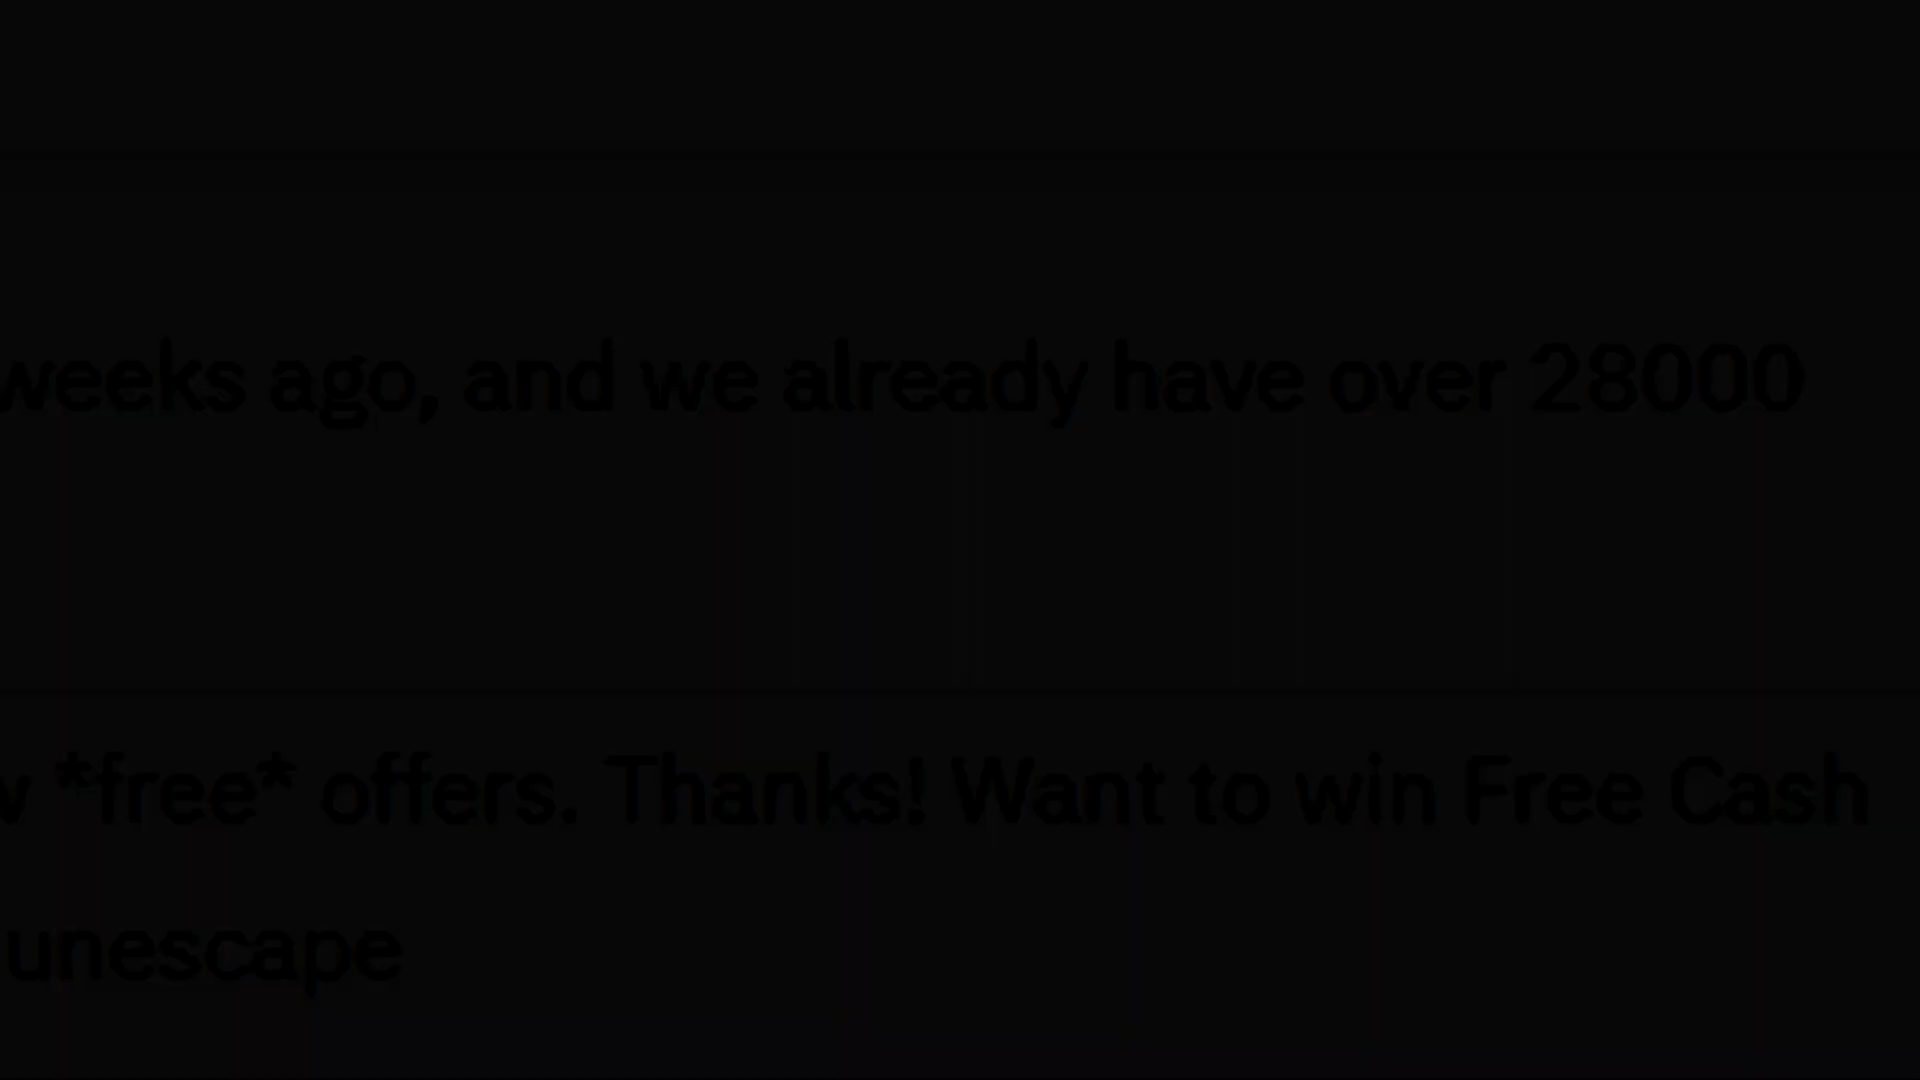 weeks ago, and we already have over 28000
*free* offers. Thanks! Want to win Free Cash
unescape